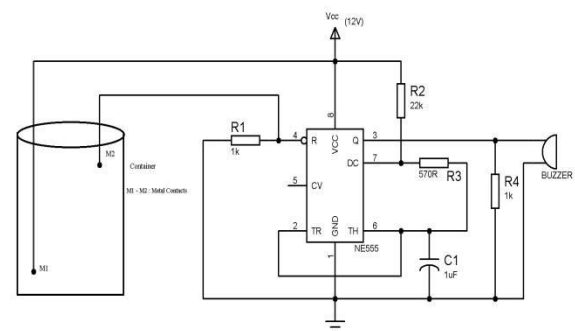 Vcc (12V)
R2
22k
R1
1k
M2
Container
M1 - M2 : Metal Contacts
M1
8
VCC
4
R
Q
3
DC
7
570R
R3
5
CV
R4
1k
BUZZER
2
TR
GND
TH
6
NE555
1
C1
1uF